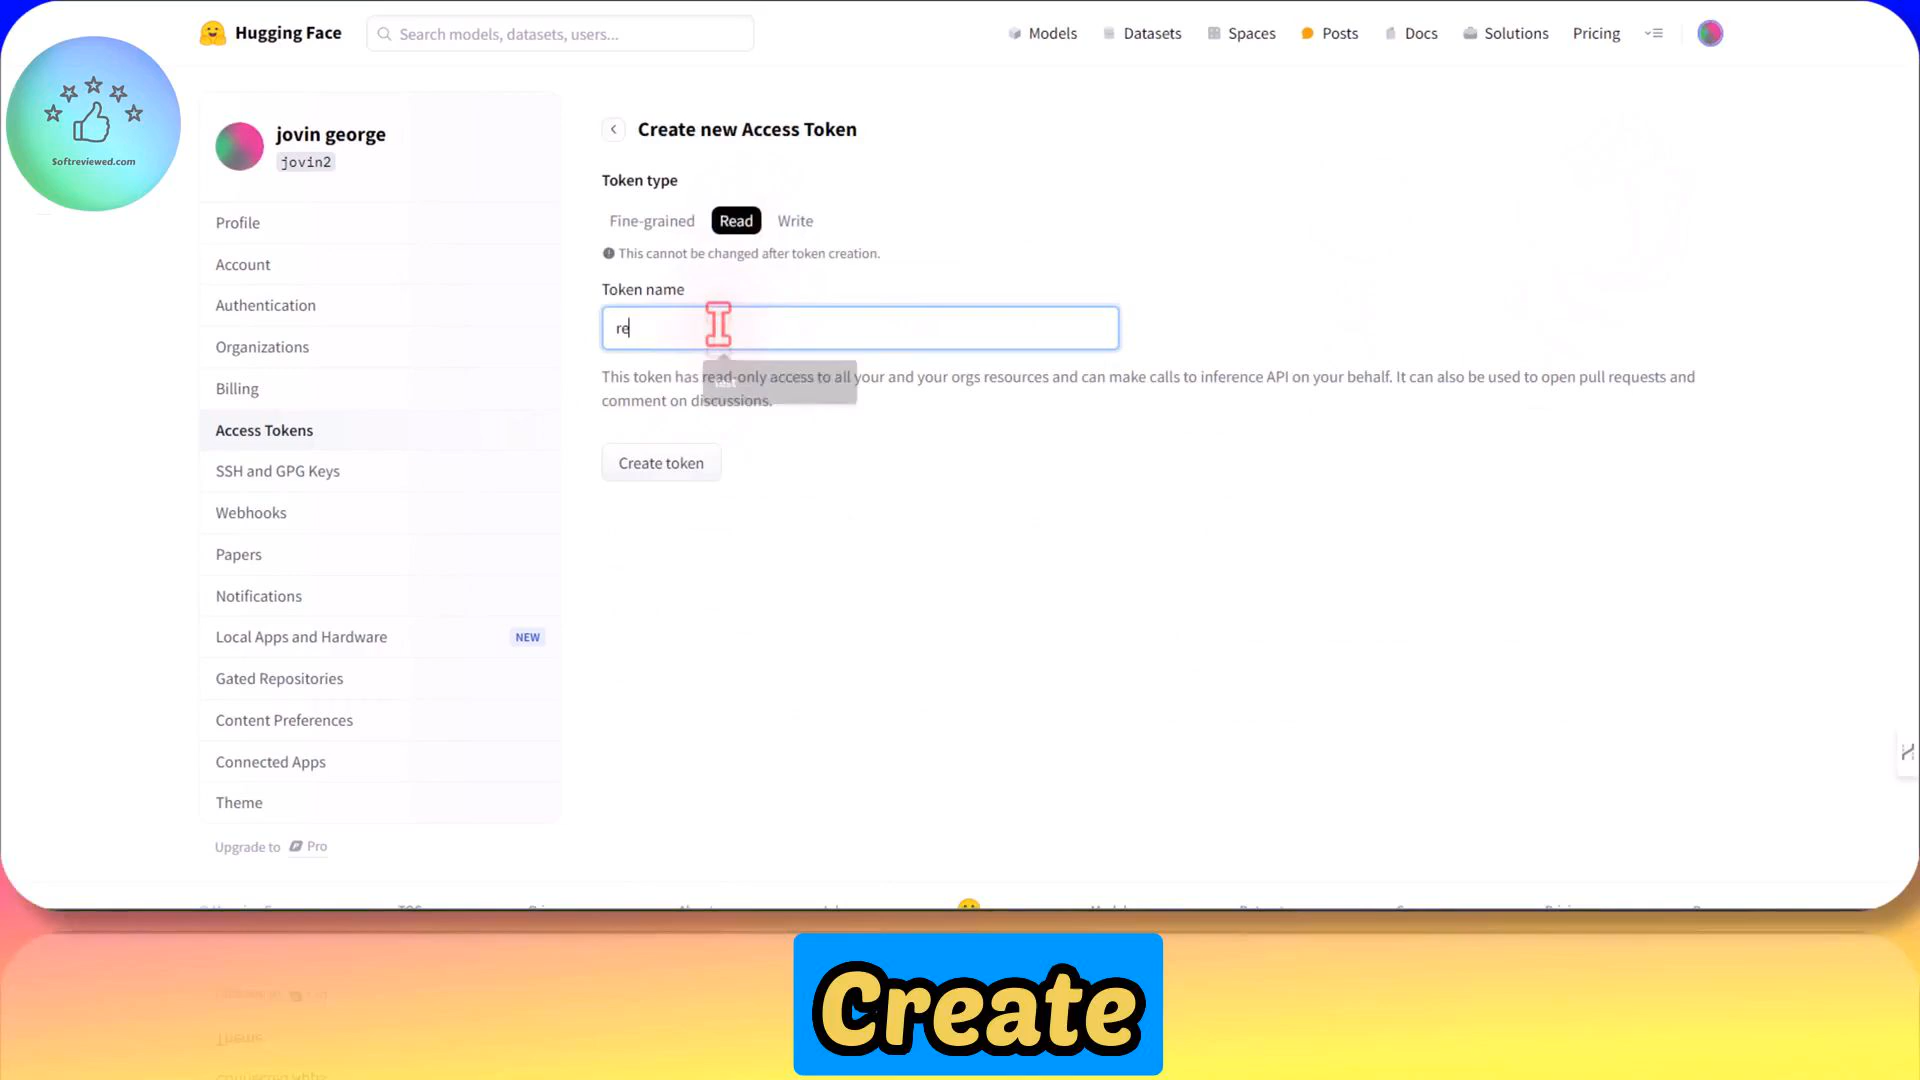 Hugging Face
Search models, datasets, users...
Models
Datasets
Spaces
Posts
Docs
Solutions
Pricing
Softreviewed.com
jovin george
jovin2
Profile
Account
Authentication
Organizations
Billing
Access Tokens
SSH and GPG Keys
Webhooks
Papers
Notifications
Local Apps and Hardware NEW
Gated Repositories
Content Preferences
Connected Apps
Theme
Upgrade to Pro
Create new Access Token
Token type
Fine-grained Read Write
This cannot be changed after token creation.
Token name
re
This token has read-only access to all your and your orgs resources and can make calls to inference API on your behalf. It can also be used to open pull requests and
comment on discussions.
Create token
Create